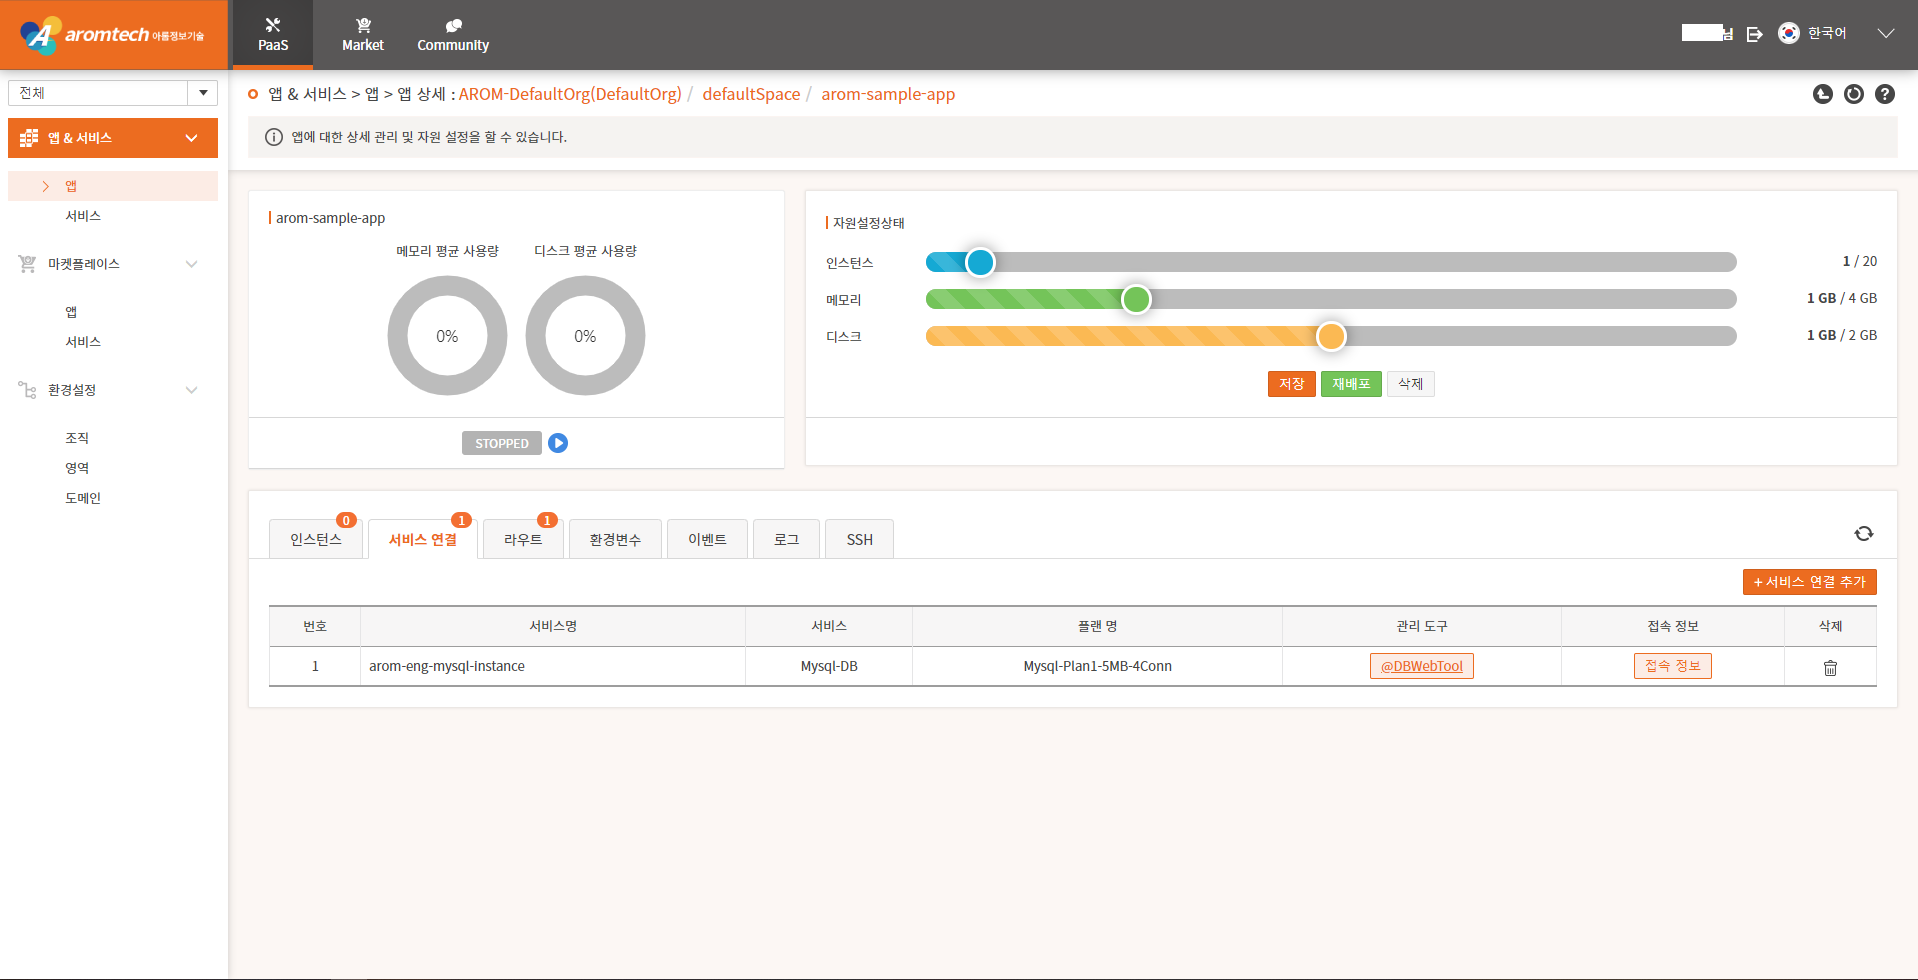 A aromtech 아롬정보기술
PaaS
Market
Community
님
한국어
전체
앱 & 서비스
앱
서비스
마켓플레이스
앱
서비스
환경설정
조직
영역
도메인
앱 & 서비스 > 앱 > 앱 상세 : AROM-DefaultOrg(DefaultOrg) / defaultSpace / arom-sample-app
앱에 대한 상세 관리 및 자원 설정을 할 수 있습니다.
arom-sample-app
메모리 평균 사용량 디스크 평균 사용량
0% 0%
STOPPED
자원설정상태
인스턴스 1 / 20
메모리 1 GB / 4 GB
디스크 1 GB / 2 GB
저장 재배포 삭제
인스턴스 0 서비스 연결 1 라우트 1 환경변수 이벤트 로그 SSH
+ 서비스 연결 추가
번호 서비스명 서비스 플랜 명 관리 도구 접속 정보 삭제
1 arom-eng-mysql-instance Mysql-DB Mysql-Plan1-5MB-4Conn @DBWebTool 접속 정보